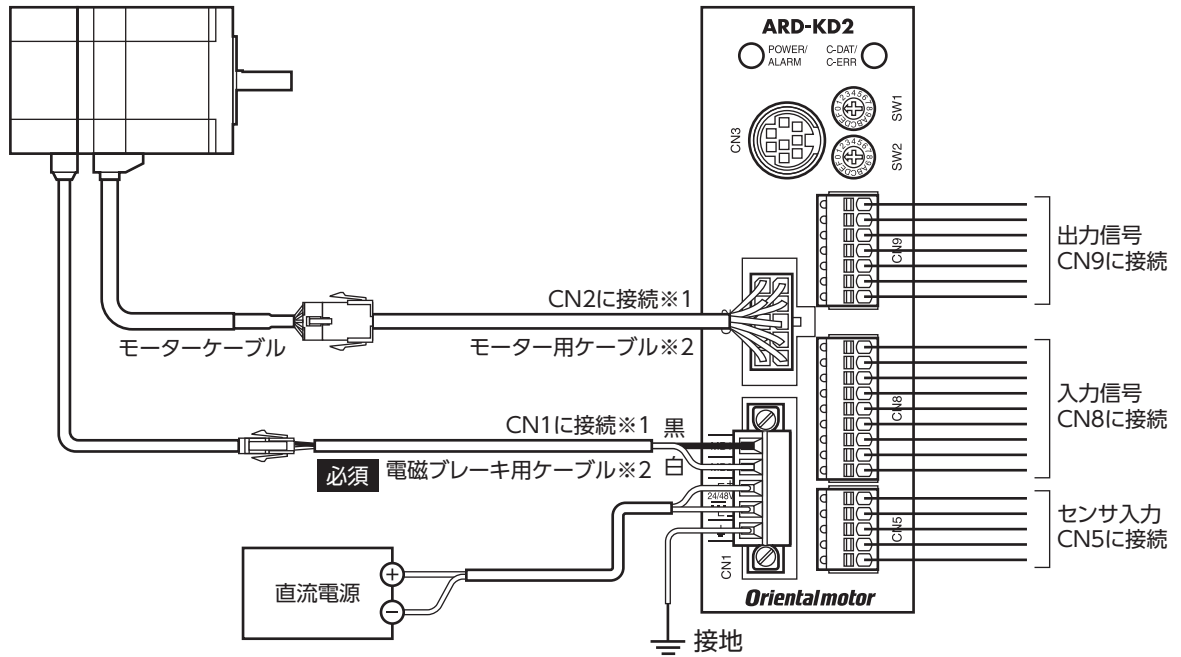 ARD-KD2
POWER/
ALARM
C-DAT/
C-ERR
SW1
CN3
SW2
CN9
出力信号
CN9に接続
CN2に接続※1
モーターケーブル
モーター用ケーブル※2
CN8
入力信号
CN8に接続
CN1に接続※1
黒
必須
電磁ブレーキ用ケーブル※2
白
24/48V
CN5
センサ入力
CN5に接続
CN1
直流電源
+
−
Orientalmotor
接地